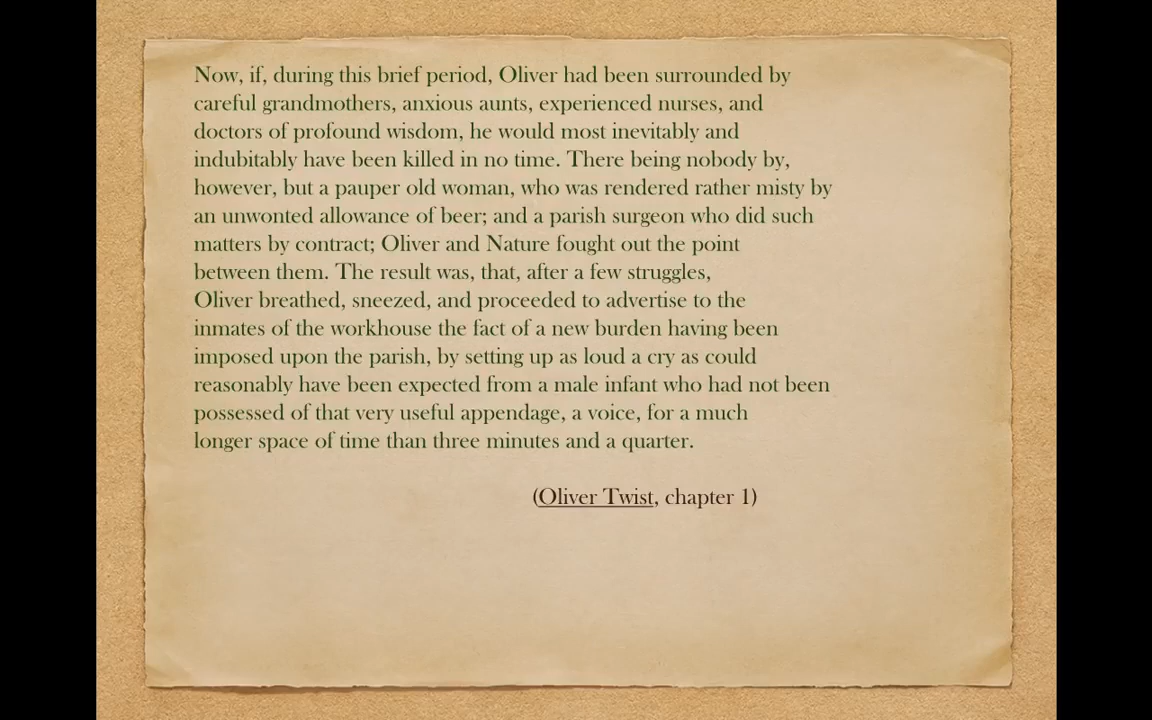 Now, if, during this brief period, Oliver had been surrounded by
careful grandmothers, anxious aunts, experienced nurses, and
doctors of profound wisdom, he would most inevitably and
indubitably have been killed in no time. There being nobody by,
however, but a pauper old woman, who was rendered rather misty by
an unwonted allowance of beer; and a parish surgeon who did such
matters by contract; Oliver and Nature fought out the point
between them. The result was, that, after a few struggles,
Oliver breathed, sneezed, and proceeded to advertise to the
inmates of the workhouse the fact of a new burden having been
imposed upon the parish, by setting up as loud a cry as could
reasonably have been expected from a male infant who had not been
possessed of that very useful appendage, a voice, for a much
longer space of time than three minutes and a quarter.
(Oliver Twist, chapter 1)